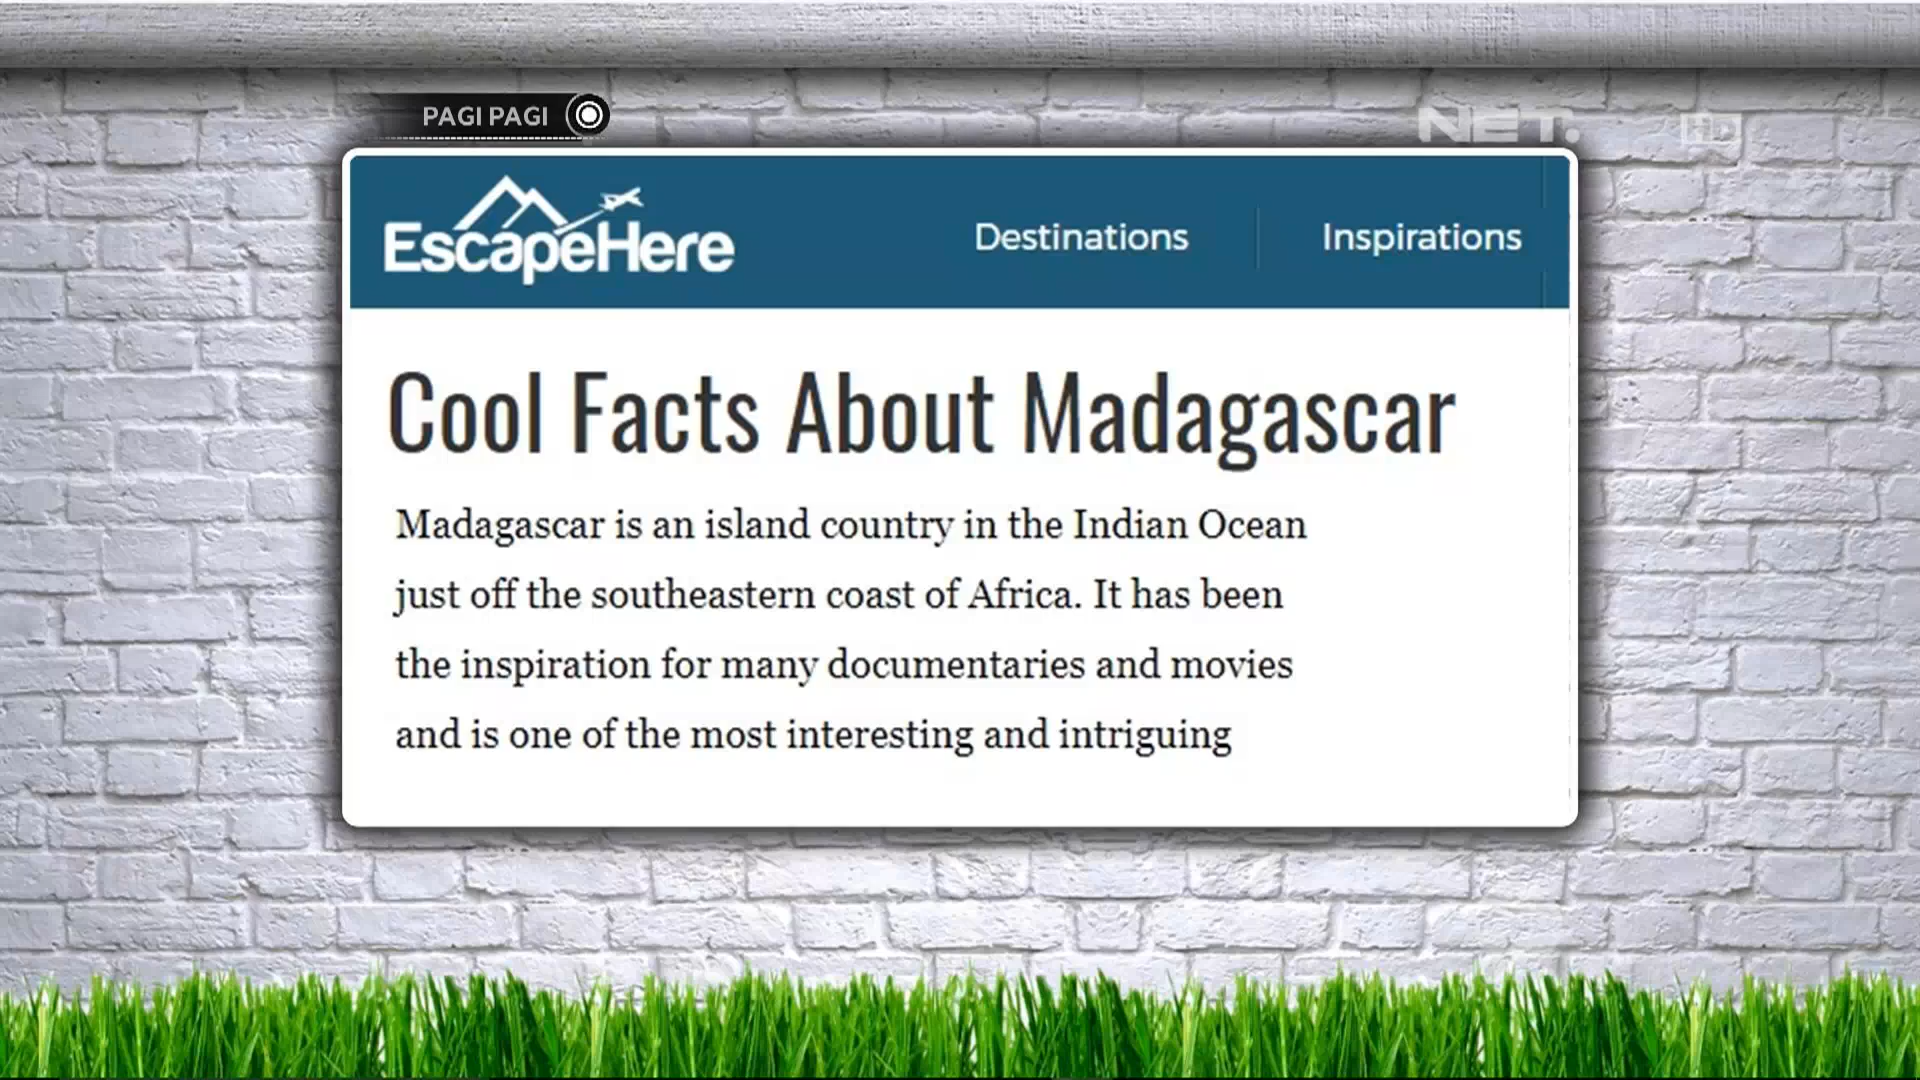 PAGI PAGI
NET.
HD
EscapeHere
Destinations
Inspirations
Cool Facts About Madagascar
Madagascar is an island country in the Indian Ocean
just off the southeastern coast of Africa. It has been
the inspiration for many documentaries and movies
and is one of the most interesting and intriguing